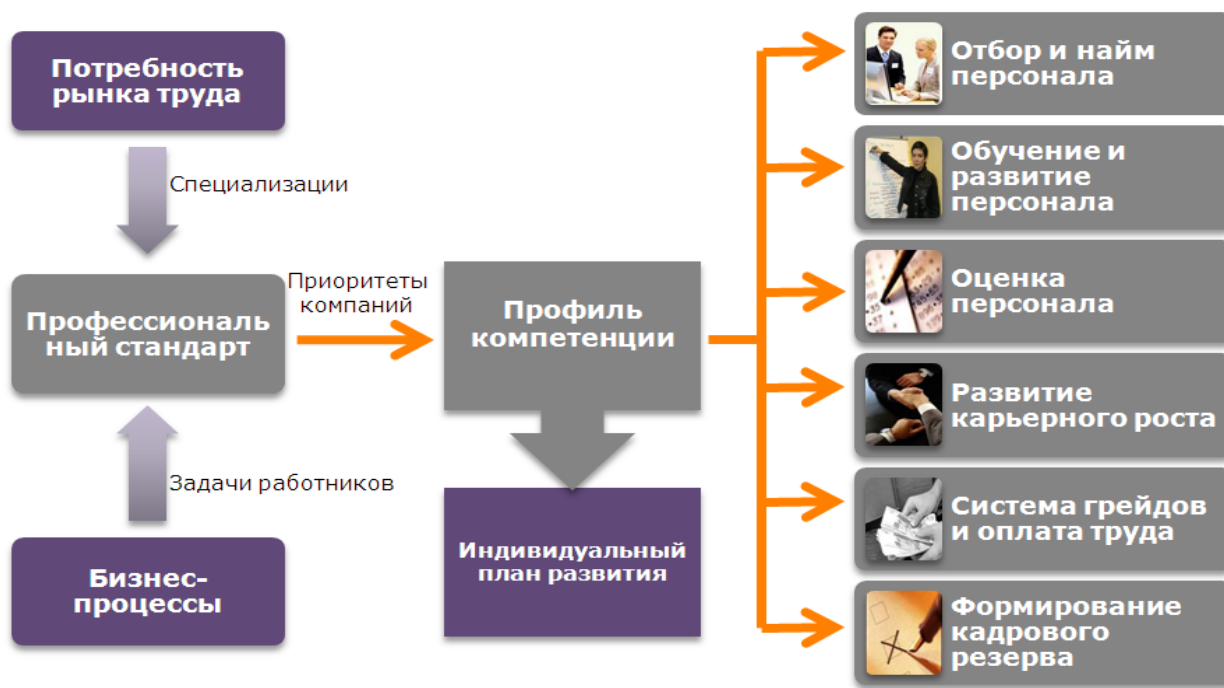 Потребность
рынка труда
Специализации
Профессиональ
ный стандарт
Приоритеты
компаний
Задачи работников
Бизнес-
процессы
Профиль
компетенции
Индивидуальный
план развития
Отбор и найм
персонала
Обучение и
развитие
персонала
Оценка
персонала
Развитие
карьерного роста
Система грейдов
и оплата труда
Формирование
кадрового
резерва